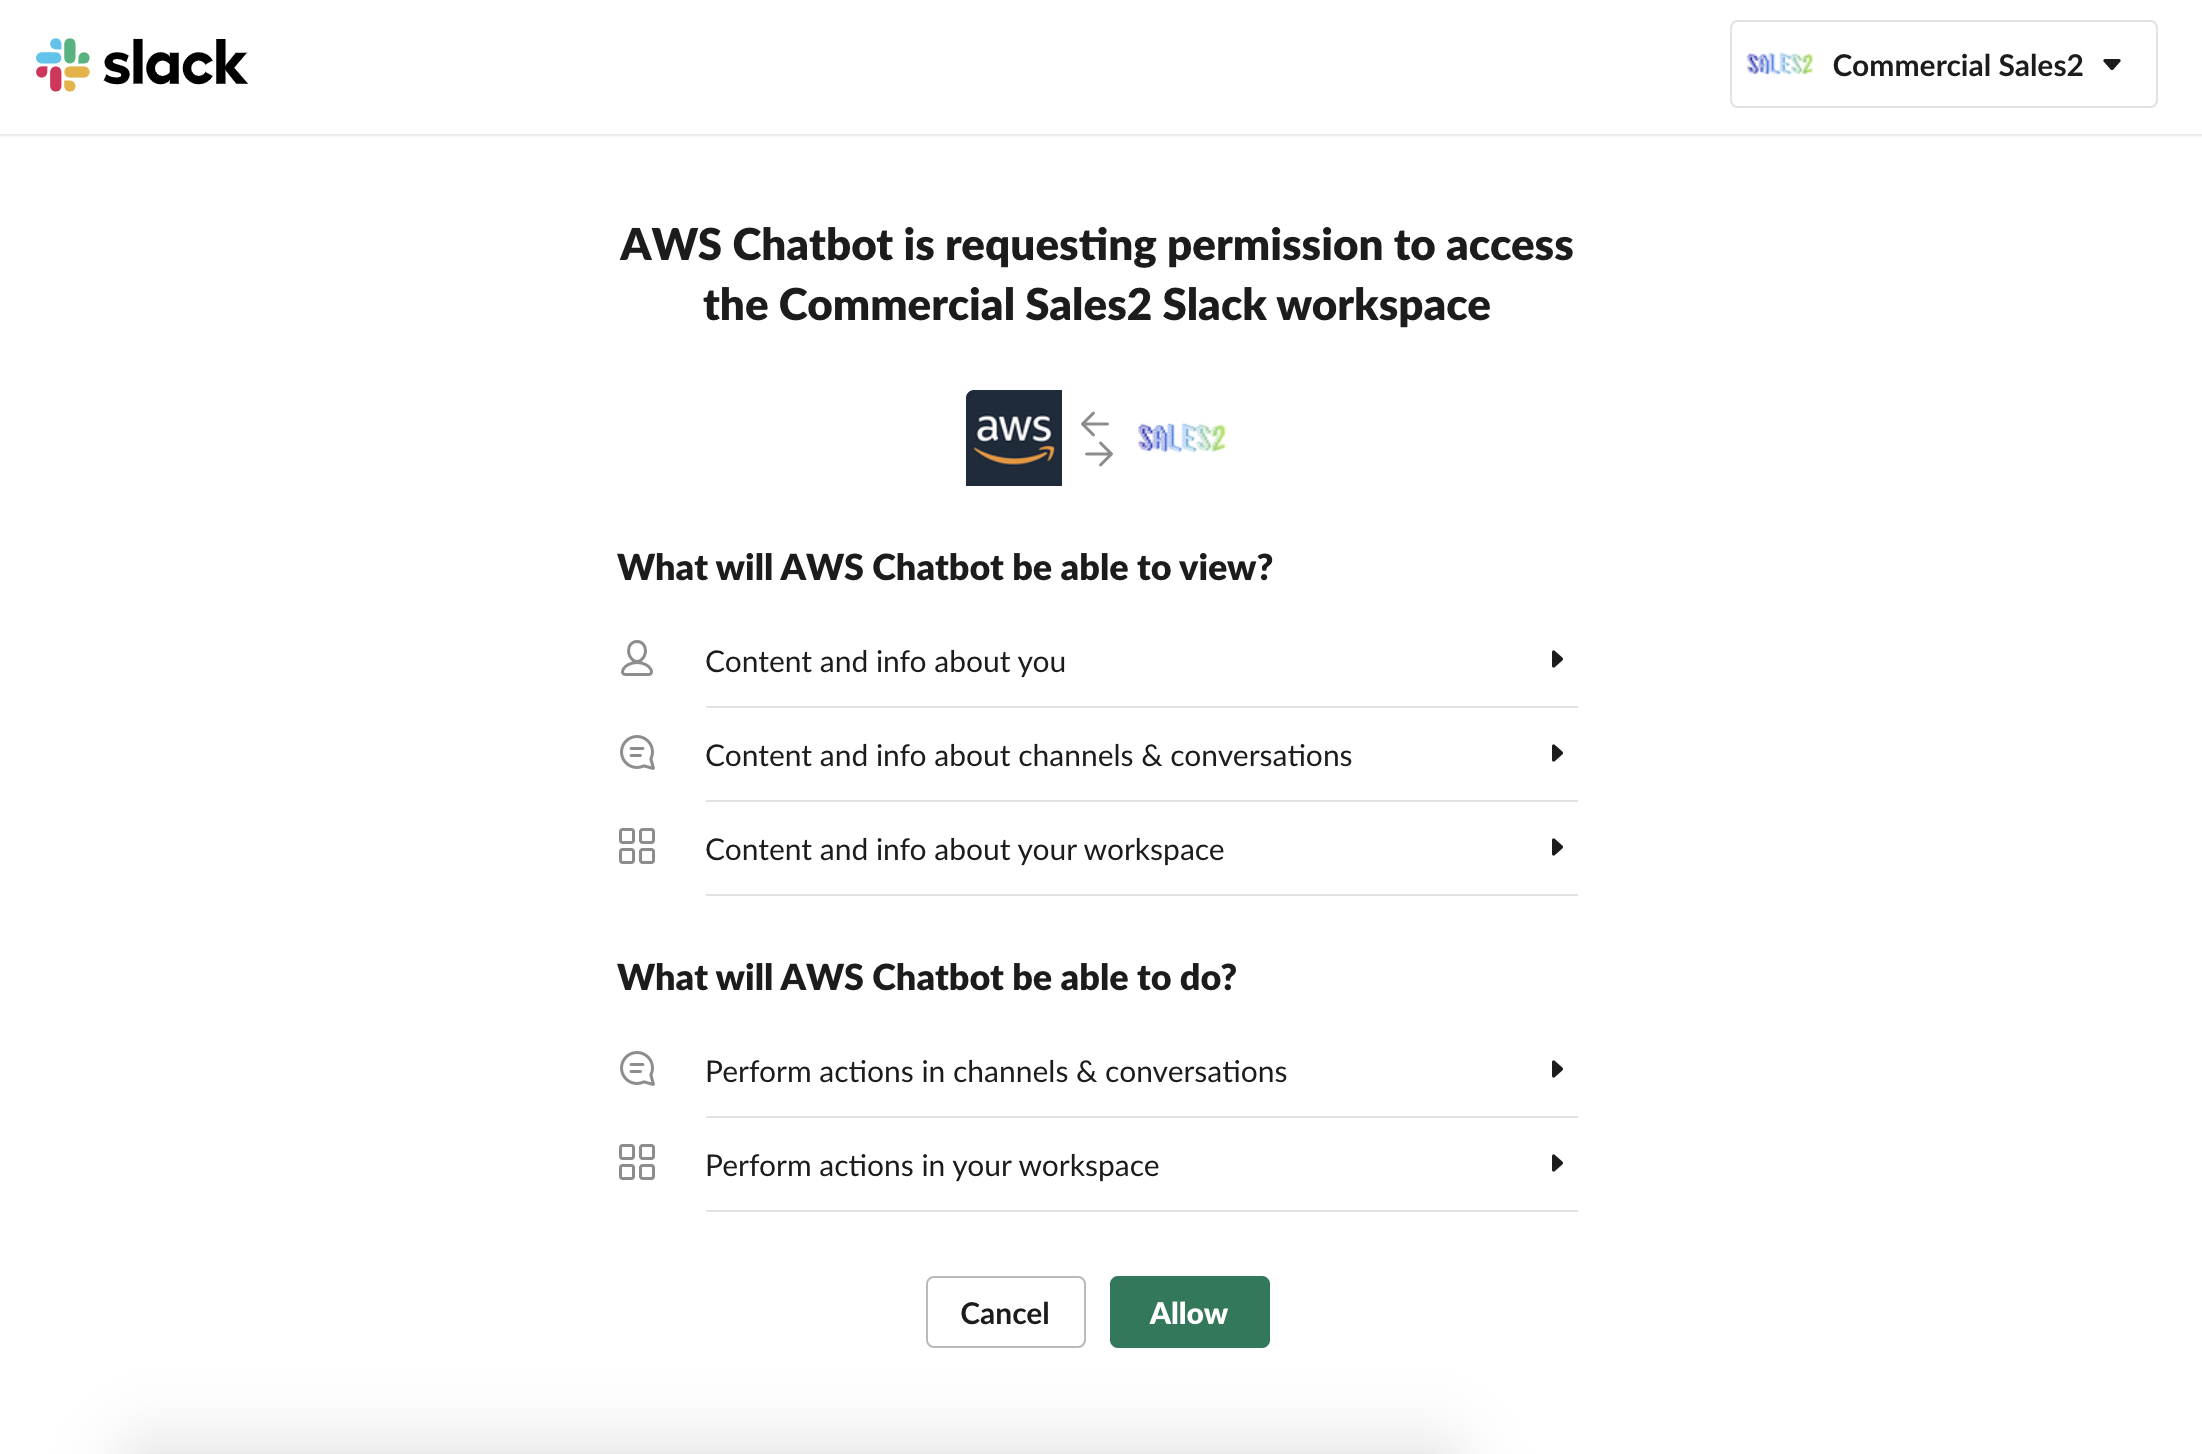 slack
SALES2 Commercial Sales2
AWS Chatbot is requesting permission to access
the Commercial Sales2 Slack workspace
aws SALES2
What will AWS Chatbot be able to view?
Content and info about you
Content and info about channels & conversations
Content and info about your workspace
What will AWS Chatbot be able to do?
Perform actions in channels & conversations
Perform actions in your workspace
Cancel Allow